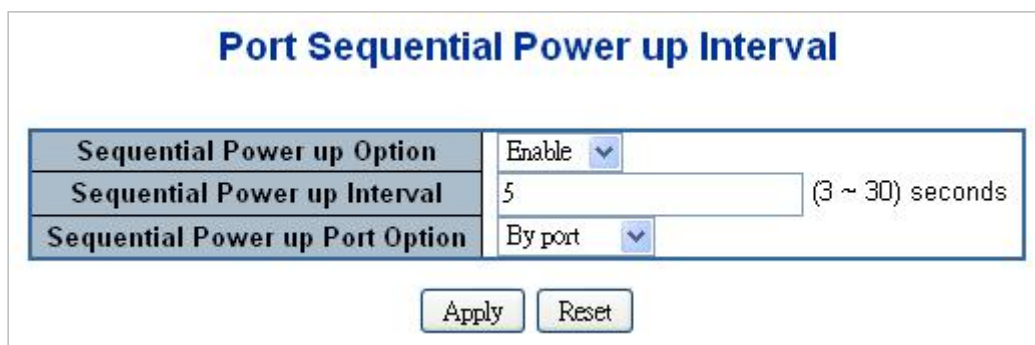 Port Sequential Power up Interval
Sequential Power up Option Enable
Sequential Power up Interval 5 (3 ~ 30) seconds
Sequential Power up Port Option By port
Apply Reset